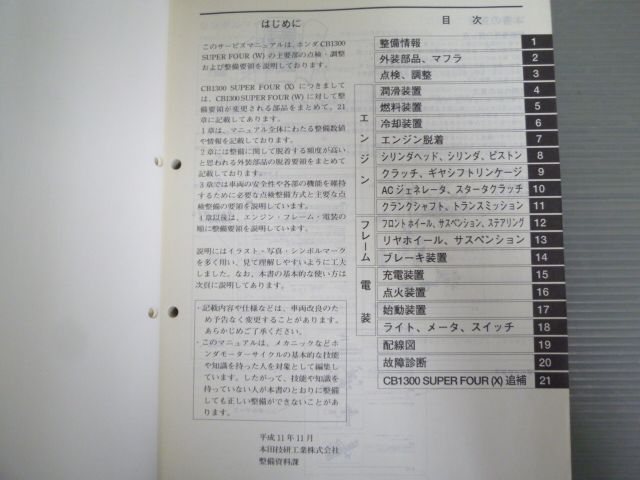 はじめに
このサービスマニュアルは、ホンダ CB1300
SUPER FOUR (W) の主要部の点検・調整
および整備要領を説明しております。
CB1300 SUPER FOUR (X) につきまして
は、CB1300 SUPER FOUR (W) に対して整
備要領が変更される部品をまとめて、21
章に記載してあります。
1 章は、マニュアル全体にわたる整備数値
や情報を記載しております。
2 章には整備に関して脱着する頻度が高い
と思われる外装部品の脱着要領をまとめて
記載しております。
3 章では車両の安全性や各部の機能を維持
するために必要な点検整備方式と主要な点
検整備の要領を説明しています。
4 章以後は、エンジン・フレーム・電装の
順に整備要領を説明しております。
説明にはイラスト・写真・シンボルマーク
を多く用い、見て理解しやすいように工夫
しました。なお、本書の基本的な使い方は
次頁に説明してあります。
・記載内容や仕様などは、車両改良のた
め予告なく変更することがあります。
あらかじめご了承ください。
・このマニュアルは、メカニックなどホ
ンダモーターサイクルの基本的な技能
や知識を持った人を対象として編集し
ています。したがって、技能や知識を
持っていない人が本書のとおりに整備
しても正しい整備ができないことがあ
ります。
平成 11 年 11 月
本田技研工業株式会社
整備資料課
目次
整備情報 1
外装部品、マフラ 2
点検、調整 3
エンジン
潤滑装置 4
燃料装置 5
冷却装置 6
エンジン脱着 7
シリンダヘッド、シリンダ、ピストン 8
クラッチ、ギヤシフトリンケージ 9
AC ジェネレータ、スタータクラッチ 10
クランクシャフト、トランスミッション 11
フレーム
フロントホイール、サスペンション、ステアリング 12
リヤホイール、サスペンション 13
ブレーキ装置 14
電装
充電装置 15
点火装置 16
始動装置 17
ライト、メータ、スイッチ 18
配線図 19
故障診断 20
CB1300 SUPER FOUR (X) 追補 21